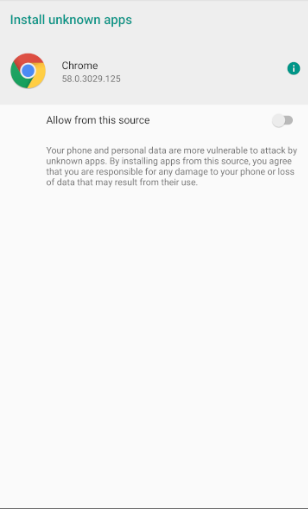 Install unknown apps
Chrome
58.0.3029.125
Allow from this source
Your phone and personal data are more vulnerable to attack by
unknown apps. By installing apps from this source, you agree
that you are responsible for any damage to your phone or loss
of data that may result from their use.